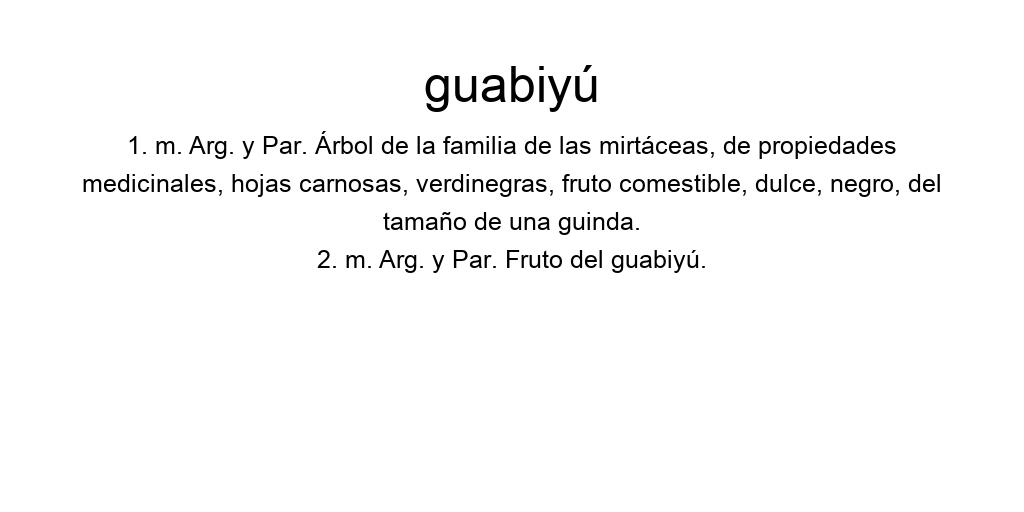 guabiyú
1. m. Arg. y Par. Árbol de la familia de las mirtáceas, de propiedades
medicinales, hojas carnosas, verdinegras, fruto comestible, dulce, negro, del
tamaño de una guinda.
2. m. Arg. y Par. Fruto del guabiyú.